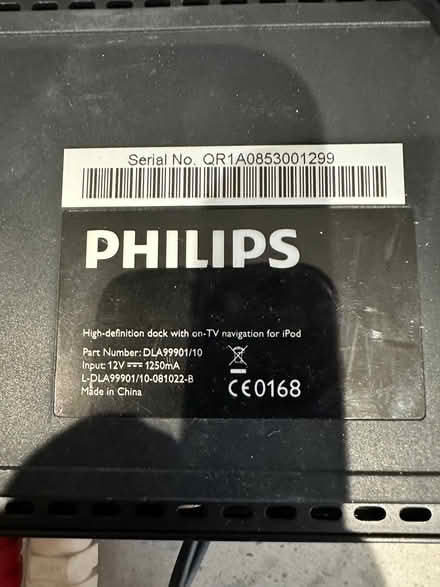 Serial No. QR1A0853001299
PHILIPS
High-definition dock with on-TV navigation for iPod
Part Number: DLA99901/10
Input: 12V ⎓ 1250mA
L-DLA99901/10-081022-B
Made in China
CE0168